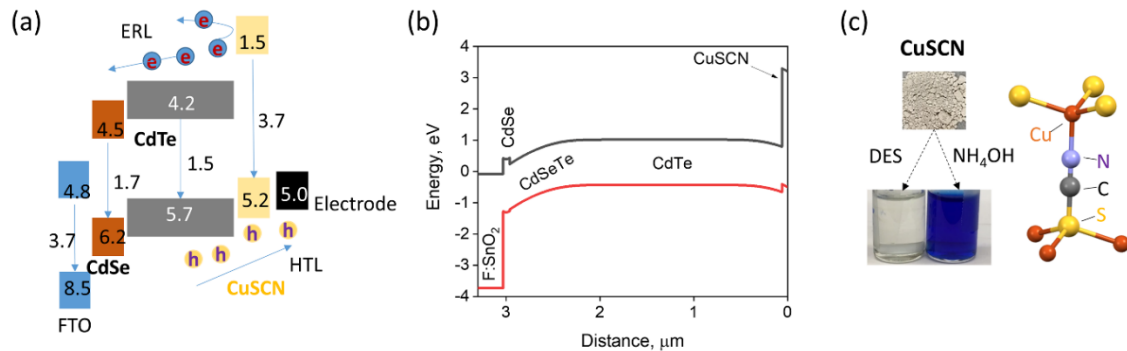 (a)
ERL
e
e
e
e
1.5
4.2
4.5
CdTe
3.7
1.5
4.8
1.7
5.7
5.2
5.0
Electrode
3.7
6.2
CdSe
h
h
h
h
HTL
CuSCN
8.5
FTO
(b)
4
3
2
1
0
-1
-2
-3
-4
Energy, eV
F:SnO2
CdSe
CdSeTe
CdTe
CuSCN
3
2
1
0
Distance, μm
(c)
CuSCN
DES
NH4OH
Cu
N
C
S